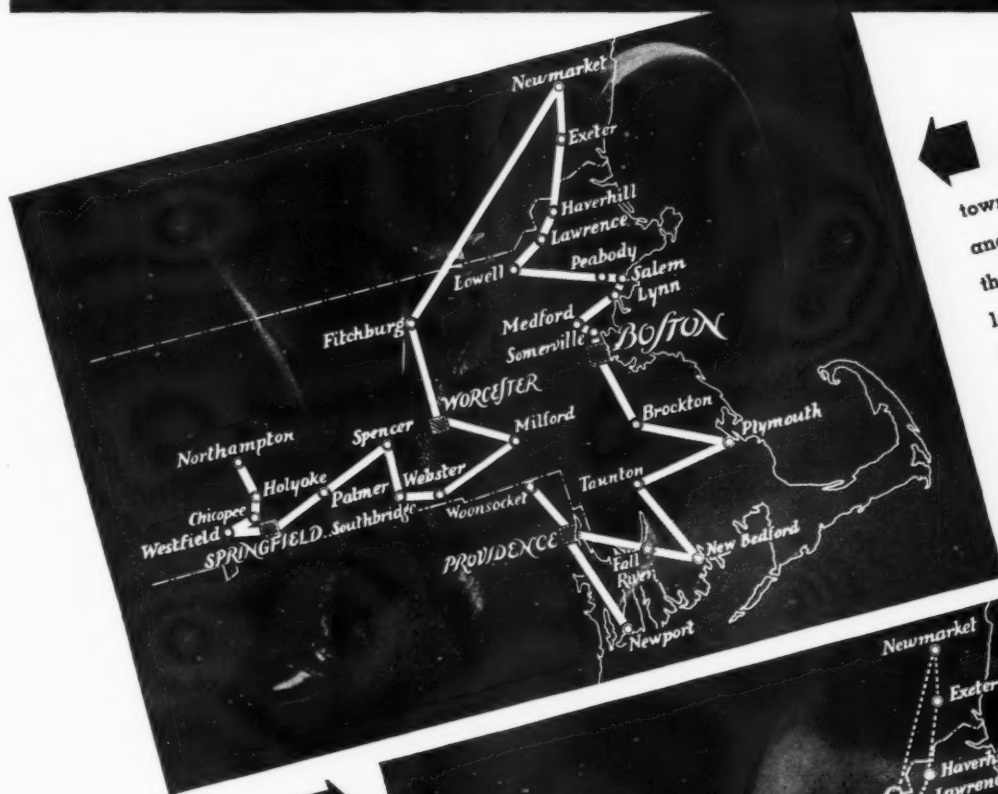 Newmarket
Exeter
Haverhill
Lawrence
Peabody
Lowell
Salem
Lynn
Medford
BOSTON
Somerville
Fitchburg
WORCESTER
Brockton
Plymouth
Milford
Spencer
Northampton
Taunton
Holyoke
Palmer
Webster
Chicopee
Southbridge
Woonsocket
Westfield
SPRINGFIELD
PROVIDENCE
New Bedford
Fall
River
Newport
Newmarket
Exeter
Haverh
Lawrenc
town
and
th